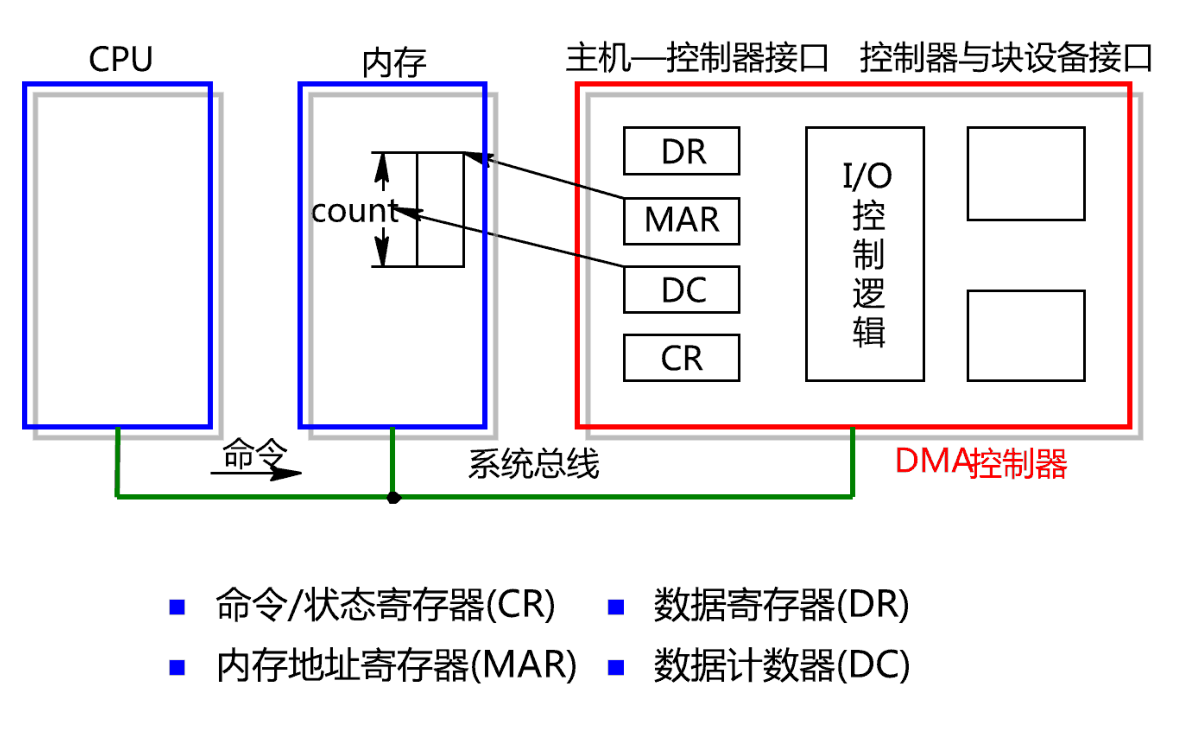 CPU
内存
主机—控制器接口
控制器与块设备接口
count
DR
MAR
DC
CR
I/O
控
制
逻
辑
命令
系统总线
DMA控制器
命令/状态寄存器(CR)
数据寄存器(DR)
内存地址寄存器(MAR)
数据计数器(DC)